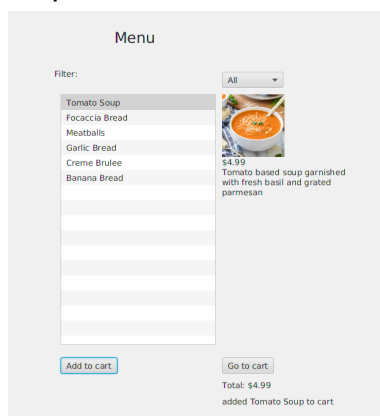 Menu
Filter:
All
Tomato Soup
Focaccia Bread
Meatballs
Garlic Bread
Creme Brulee
Banana Bread
$4.99
Tomato based soup garnished
with fresh basil and grated
parmesan
Add to cart
Go to cart
Total: $4.99
added Tomato Soup to cart